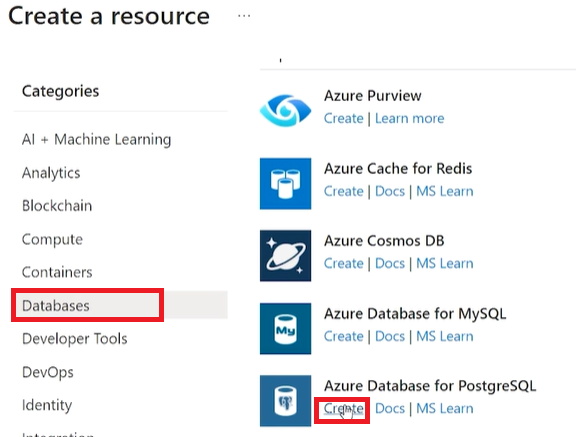 Create a resource ...
Categories
AI + Machine Learning
Analytics
Blockchain
Compute
Containers
Databases
Developer Tools
DevOps
Identity
Integration
Azure Purview
Create | Learn more
Azure Cache for Redis
Create | Docs | MS Learn
Azure Cosmos DB
Create | Docs | MS Learn
My
Azure Database for MySQL
Create | Docs | MS Learn
Azure Database for PostgreSQL
Create | Docs | MS Learn